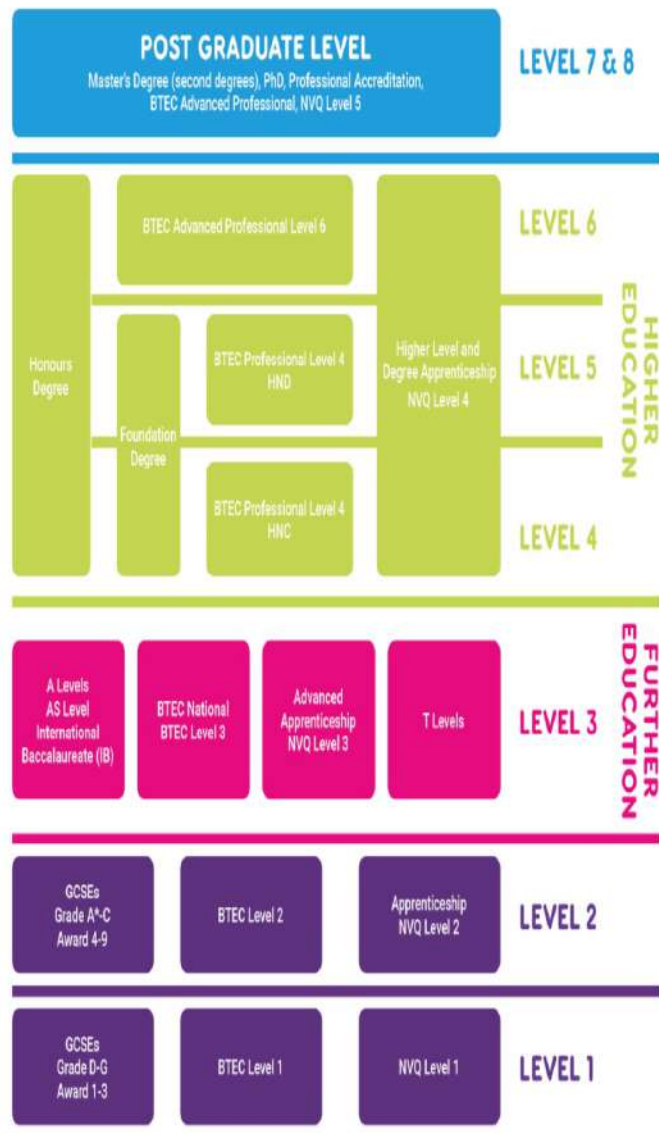 POST GRADUATE LEVEL
Master's Degree (second degrees), PhD, Professional Accreditation,
BTEC Advanced Professional, NVQ Level 5
LEVEL 7 & 8
Honours
Degree
BTEC Advanced Professional Level 6
LEVEL 6
Foundation
Degree
BTEC Professional Level 4
HND
Higher Level and
Degree Apprenticeship
NVQ Level 4
LEVEL 5
BTEC Professional Level 4
HNC
LEVEL 4
HIGHER
EDUCATION
A Levels
AS Level
International
Baccalaureate (IB)
BTEC National
BTEC Level 3
Advanced
Apprenticeship
NVQ Level 3
T Levels
LEVEL 3
FURTHER
EDUCATION
GCSEs
Grade A*-C
Award 4-9
BTEC Level 2
Apprenticeship
NVQ Level 2
LEVEL 2
GCSEs
Grade D-G
Award 1-3
BTEC Level 1
NVQ Level 1
LEVEL 1